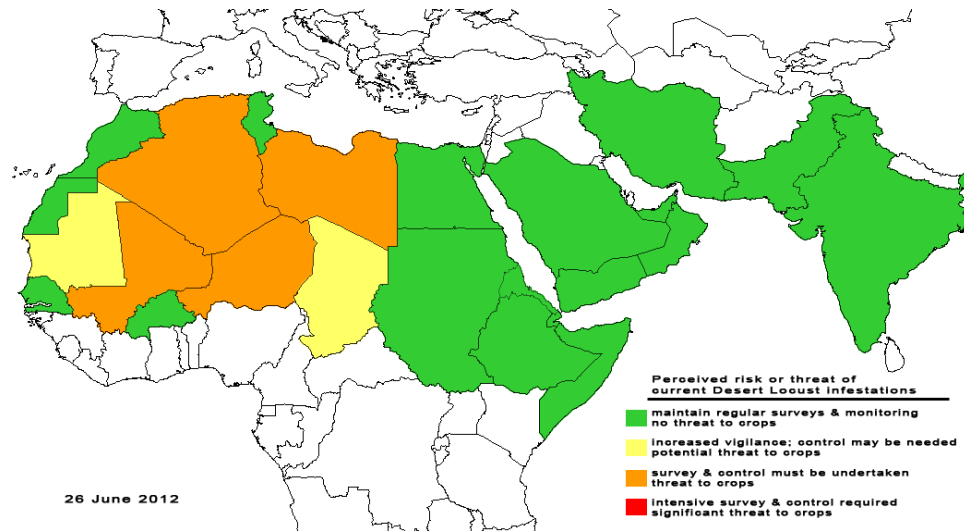 Perceived risk or threat of
current Desert Locust infestations
maintain regular surveys & monitoring
no threat to crops
increased vigilance; control may be needed
potential threat to crops
survey & control must be undertaken
threat to crops
intensive survey & control required
significant threat to crops
26 June 2012